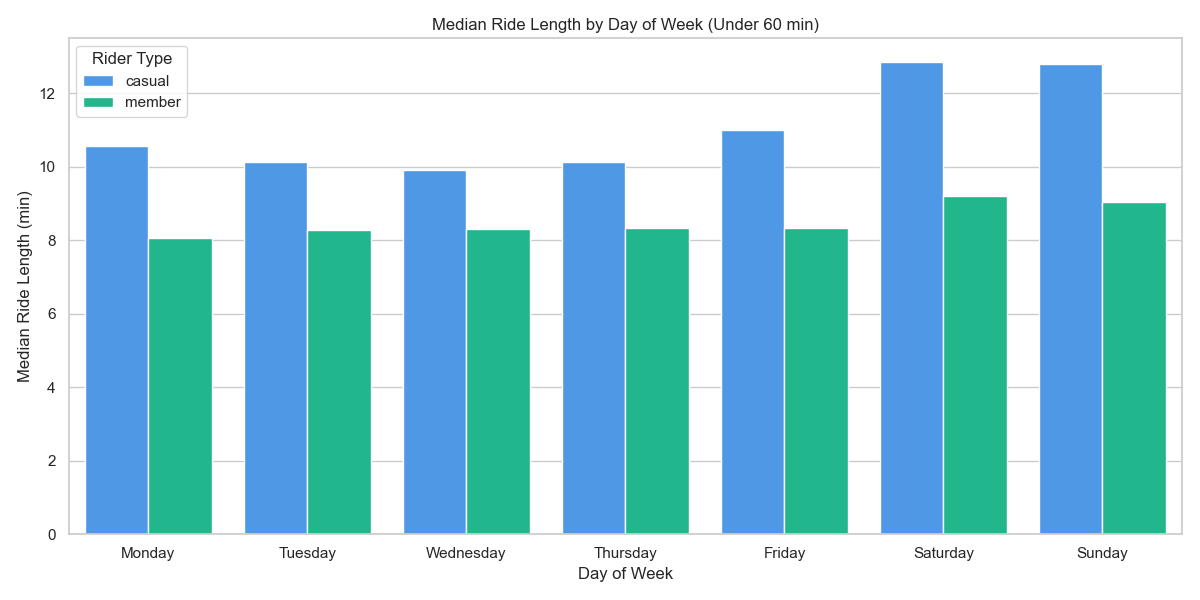 Median Ride Length by Day of Week (Under 60 min)
Rider Type
casual
member
Median Ride Length (min)
12
10
8
6
4
2
0
Monday Tuesday Wednesday Thursday Friday Saturday Sunday
Day of Week